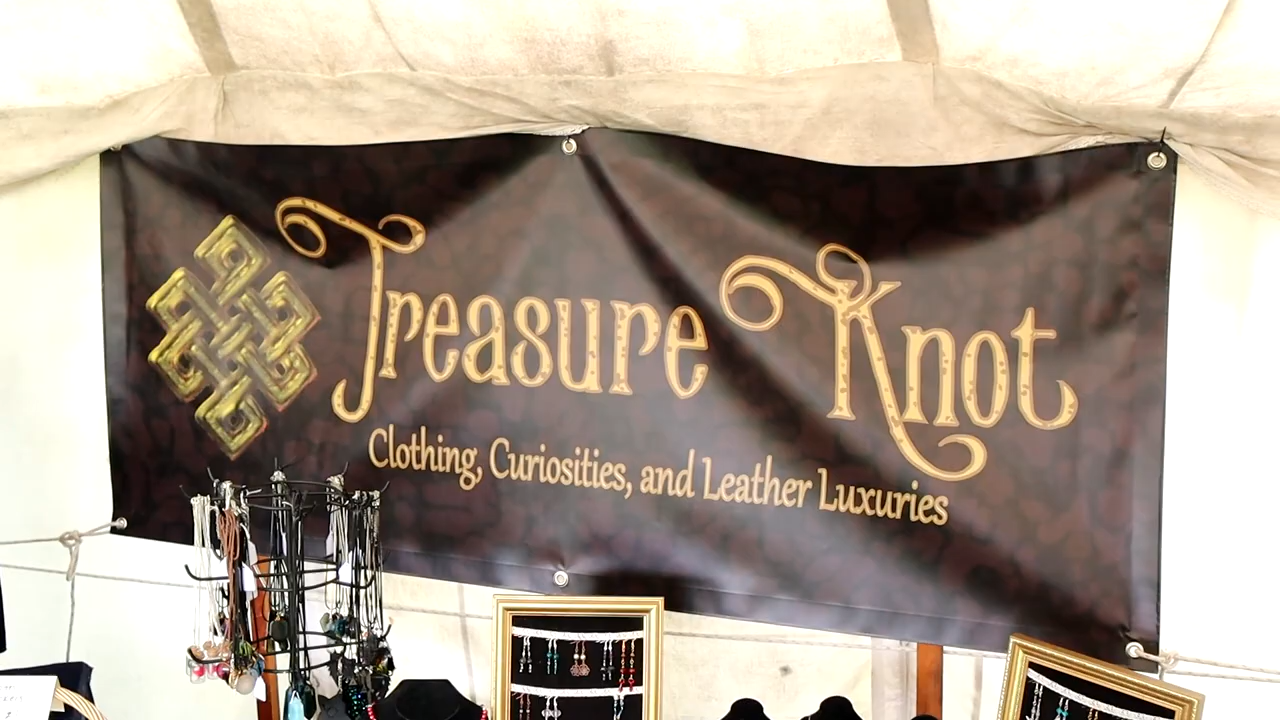 Treasure Knot
Clothing, Curiosities, and Leather Luxuries